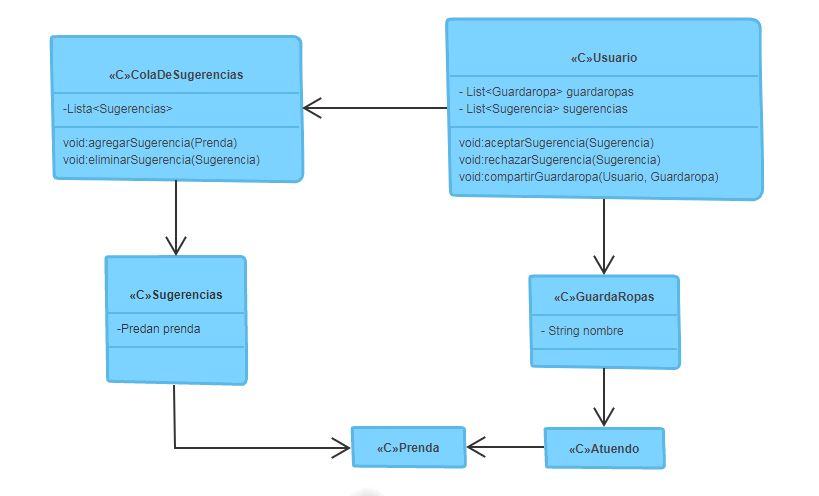 «C»ColaDeSugerencias
-Lista<Sugerencias>
void:agregarSugerencia(Prenda)
void:eliminarSugerencia(Sugerencia)
«C»Usuario
- List<Guardaropa> guardaropas
- List<Sugerencia> sugerencias
void:aceptarSugerencia(Sugerencia)
void:rechazarSugerencia(Sugerencia)
void:compartirGuardaropa(Usuario, Guardaropa)
«C»Sugerencias
-Predan prenda
«C»GuardaRopas
- String nombre
«C»Prenda
«C»Atuendo